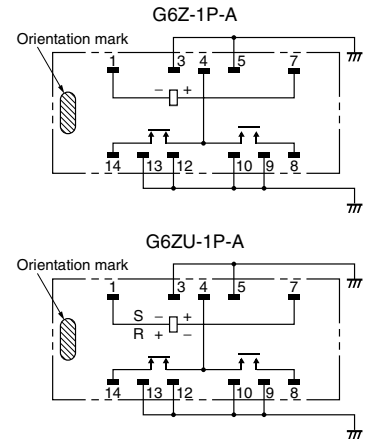 G6Z-1P-A
Orientation mark
1 3 4 5 7
− +
14 13 12 10 9 8
G6ZU-1P-A
Orientation mark
1 3 4 5 7
S − +
R + −
14 13 12 10 9 8